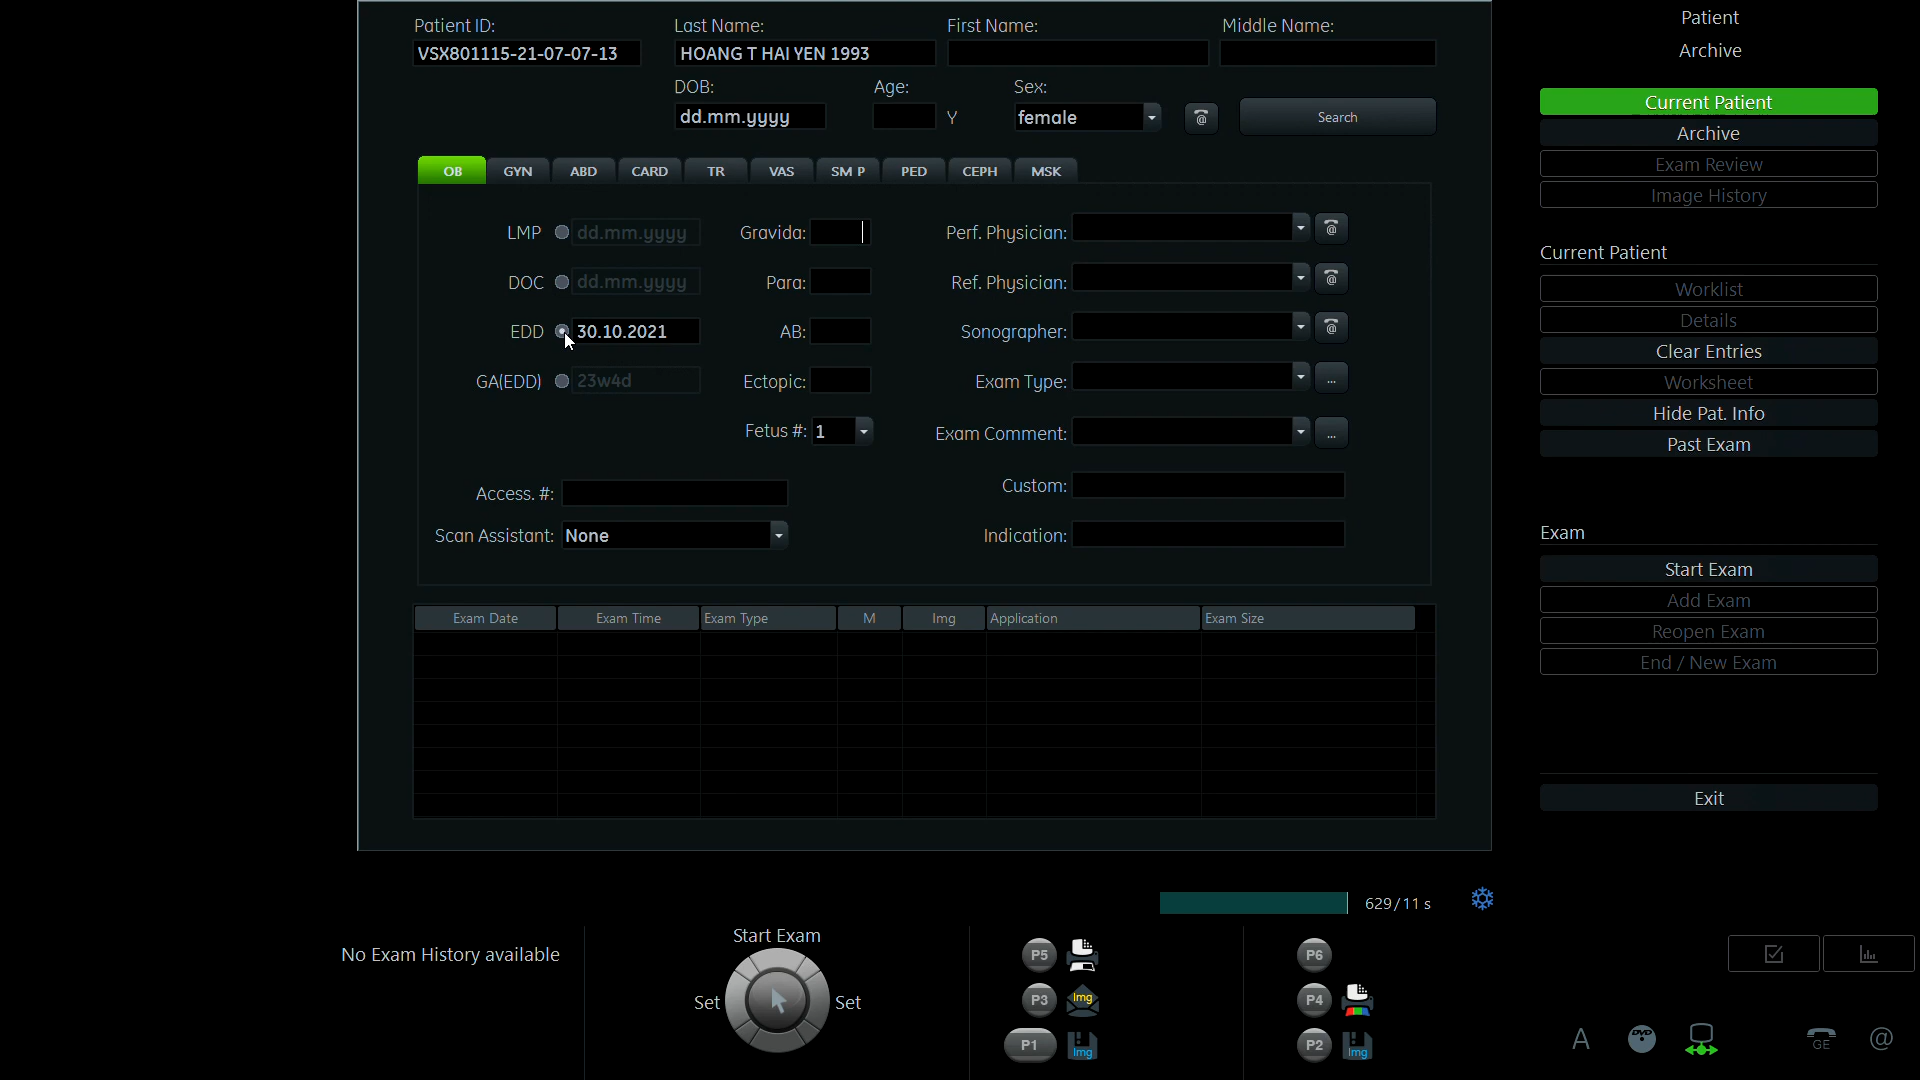 Patient ID: Last Name: First Name: Middle Name:
VSX801115-21-07-07-13 HOANG T HAI YEN 1993
DOB: Age: Sex:
dd.mm.yyyy Y female @ Search
OB GYN ABD CARD TR VAS SM P PED CEPH MSK
LMP dd.mm.yyyy Gravida: Perf. Physician: @
DOC dd.mm.yyyy Para: Ref. Physician: @
EDD 30.10.2021 AB: Sonographer: @
GA(EDD) 23w4d Ectopic: Exam Type: ...
Fetus #: 1 Exam Comment: ...
Access. #: Custom:
Scan Assistant: None Indication:
Exam Date Exam Time Exam Type M Img Application Exam Size
Patient
Archive
Current Patient
Archive
Exam Review
Image History
Current Patient
Worklist
Details
Clear Entries
Worksheet
Hide Pat. Info
Past Exam
Exam
Start Exam
Add Exam
Reopen Exam
End / New Exam
Exit
629/11 s
No Exam History available
Start Exam
Set Set
P5 P6
P3 Img P4
P1 Img P2 Img
A DVD GE @